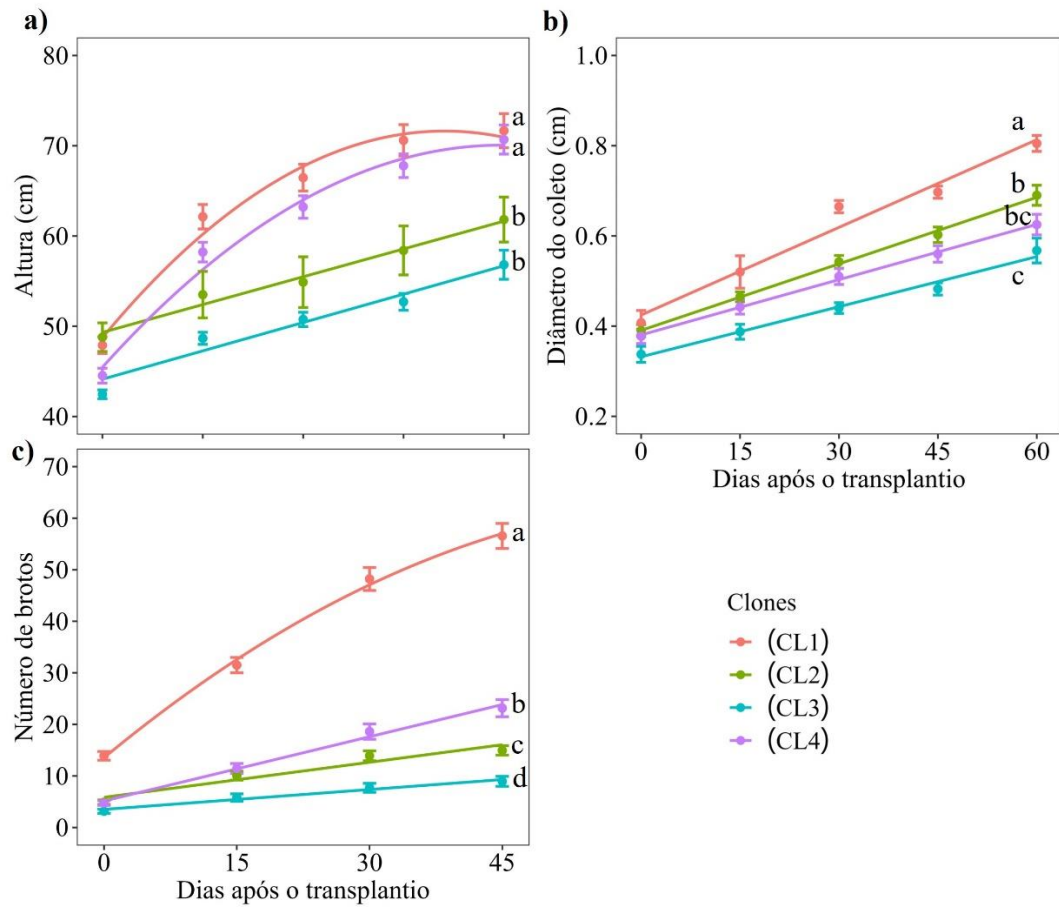 a)
80
70
60
50
40
Altura (cm)
a
a
b
b
b)
1.0
0.8
0.6
0.4
0.2
Diâmetro do coleto (cm)
a
b
bc
c
0 15 30 45 60
Dias após o transplantio
c)
70
60
50
40
30
20
10
0
Número de brotos
a
b
c
d
0 15 30 45
Dias após o transplantio
Clones
(CL1)
(CL2)
(CL3)
(CL4)